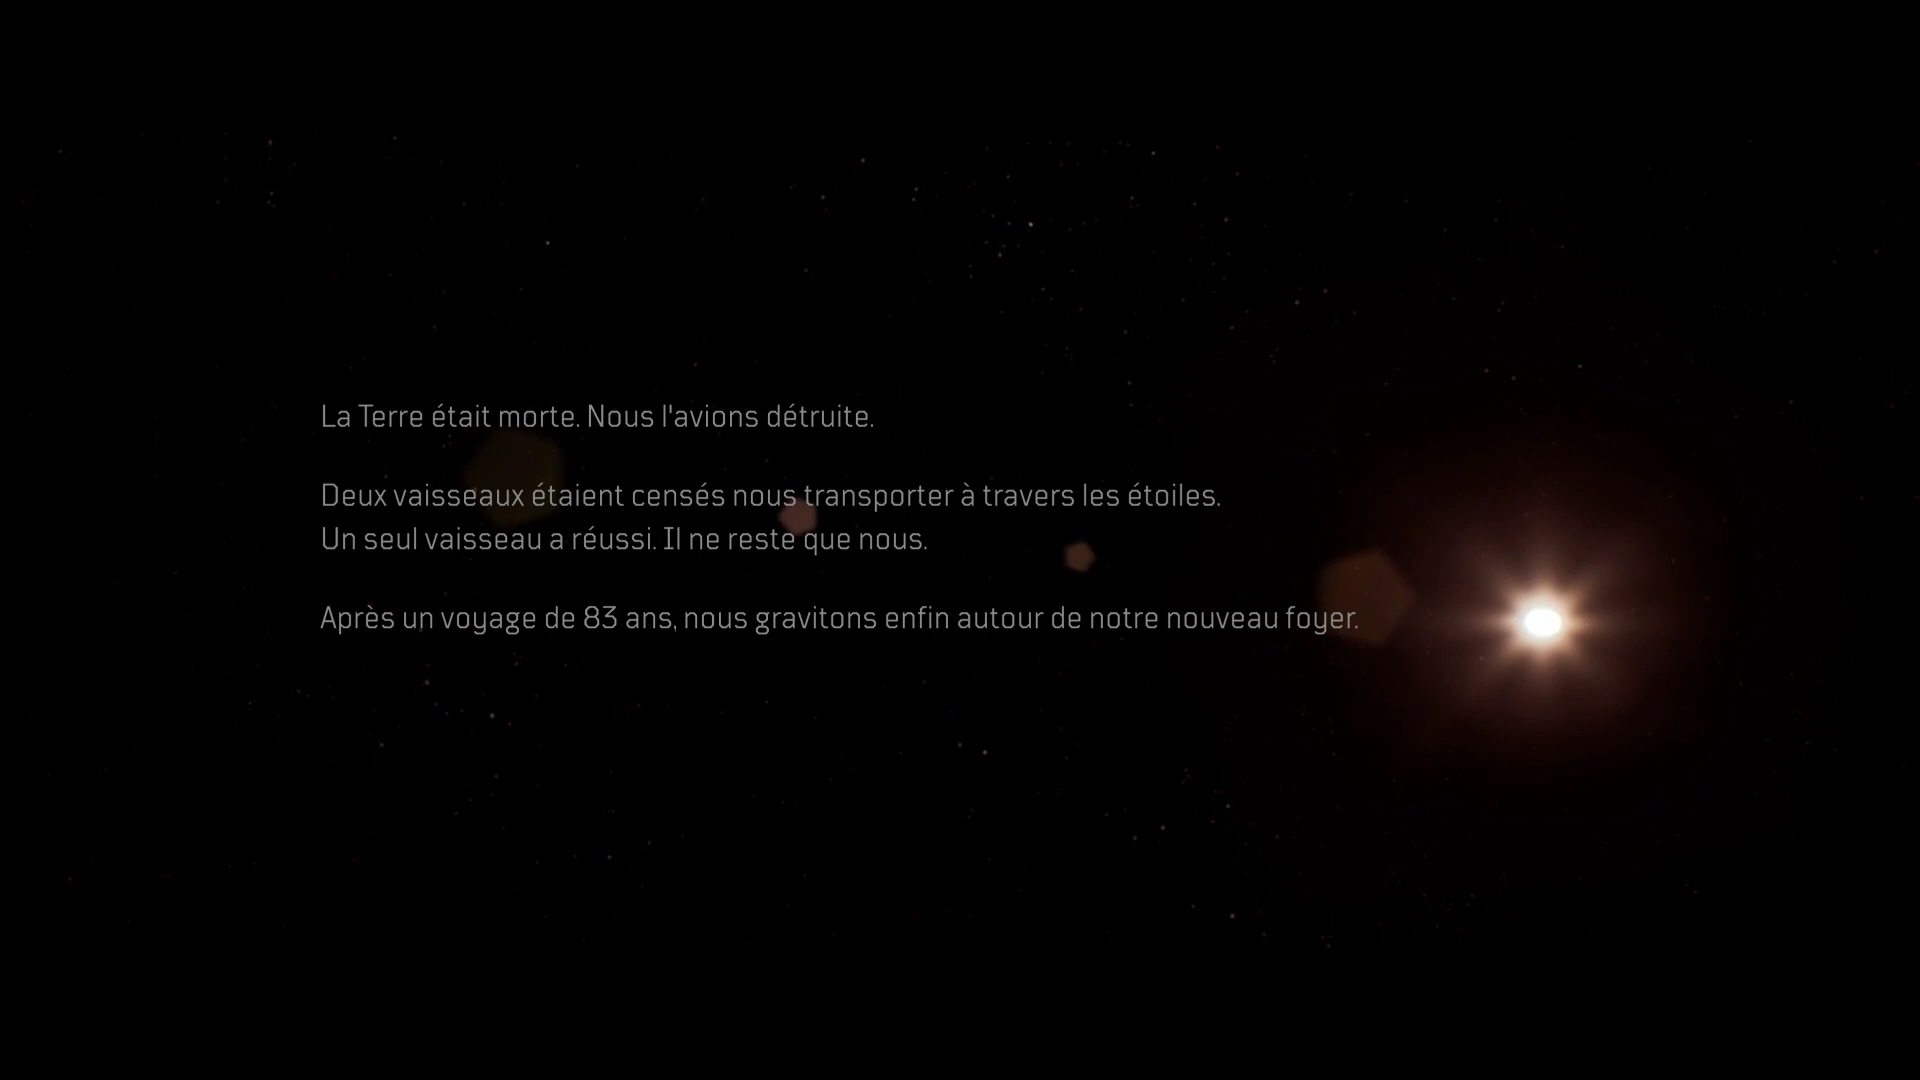 La Terre était morte. Nous l'avions détruite.
Deux vaisseaux étaient censés nous transporter à travers les étoiles.
Un seul vaisseau a réussi. Il ne reste que nous.
Après un voyage de 83 ans, nous gravitons enfin autour de notre nouveau foyer.